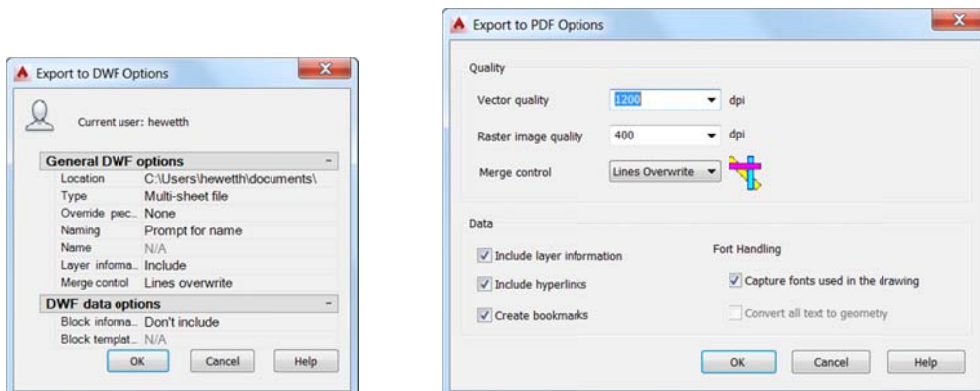 Export to DWF Options
Current user: hewetth
General DWF options
Location C:\Users\hewetth\documents\
Type Multi-sheet file
Override prec... None
Naming Prompt for name
Name N/A
Layer informa... Include
Merge control Lines overwrite
DWF data options
Block informa... Don't include
Block templat... N/A
OK Cancel Help
Export to PDF Options
Quality
Vector quality 1200 dpi
Raster image quality 400 dpi
Merge control Lines Overwrite
Data
Include layer information
Include hyperlinks
Create bookmarks
Font Handling
Capture fonts used in the drawing
Convert all text to geometry
OK Cancel Help